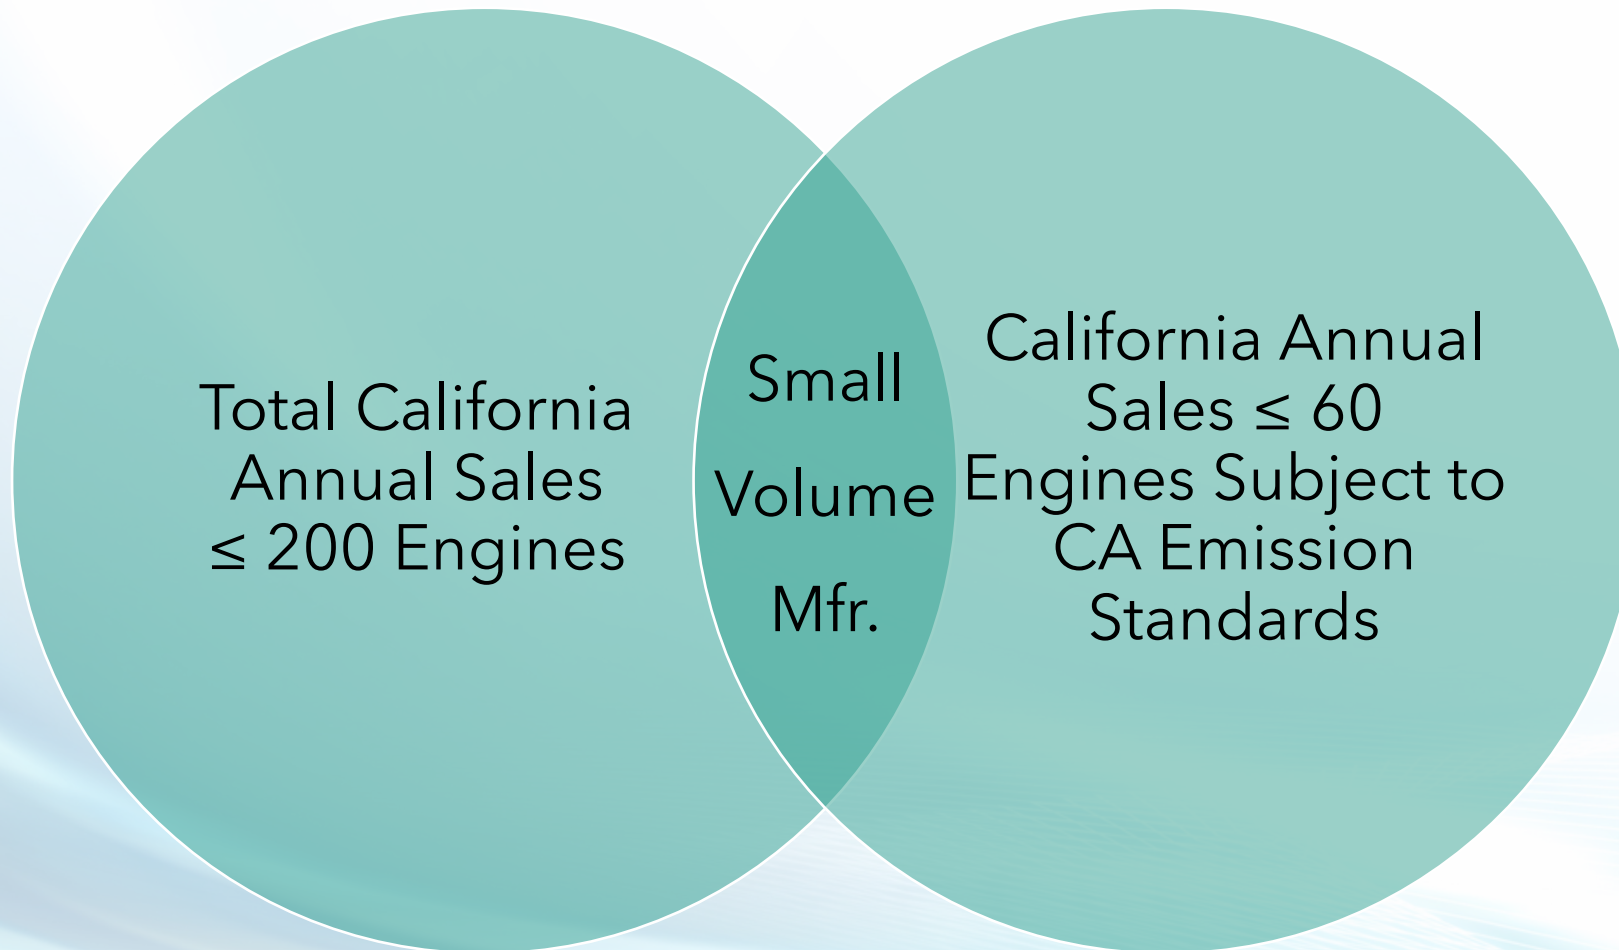 Total California
Annual Sales
≤ 200 Engines
Small
Volume
Mfr.
California Annual
Sales ≤ 60
Engines Subject to
CA Emission
Standards